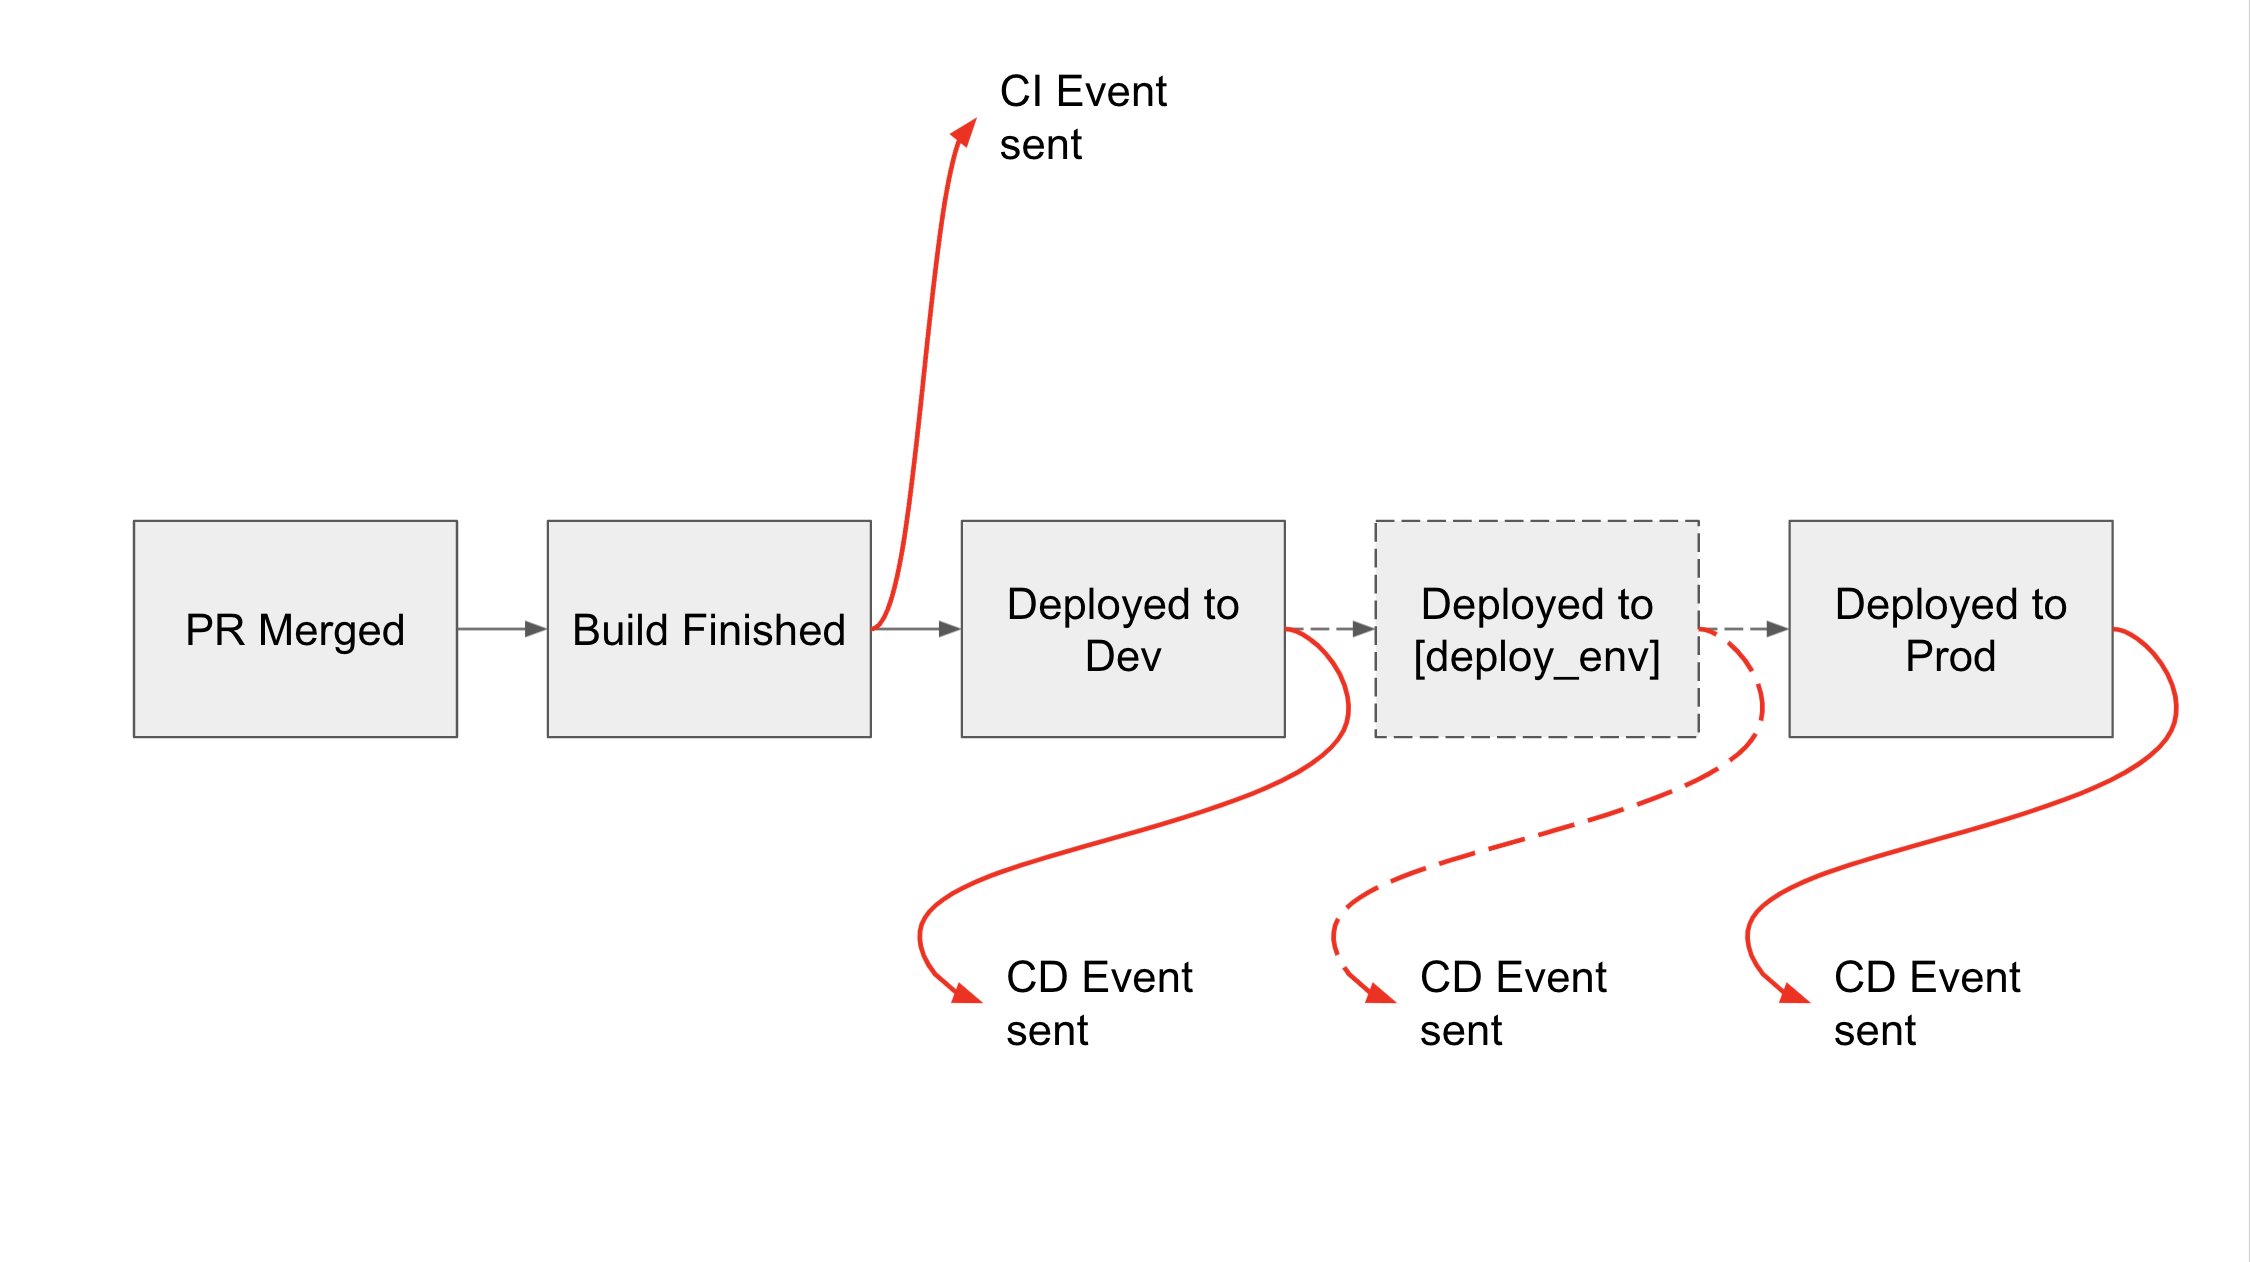 CI Event
sent
PR Merged
Build Finished
Deployed to
Dev
Deployed to
[deploy_env]
Deployed to
Prod
CD Event
sent
CD Event
sent
CD Event
sent